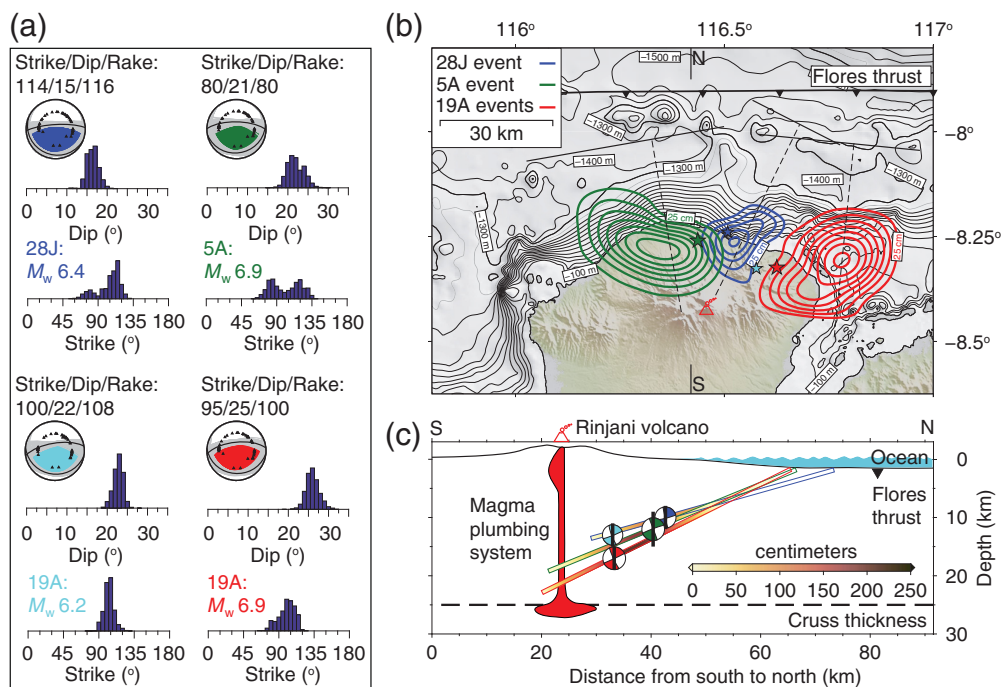 (a)
Strike/Dip/Rake:
114/15/116
0 10 20 30
Dip (°)
28J:
Mw 6.4
0 45 90 135 180
Strike (°)
Strike/Dip/Rake:
80/21/80
0 10 20 30
Dip (°)
5A:
Mw 6.9
0 45 90 135 180
Strike (°)
Strike/Dip/Rake:
100/22/108
0 10 20 30
Dip (°)
19A:
Mw 6.2
0 45 90 135 180
Strike (°)
Strike/Dip/Rake:
95/25/100
0 10 20 30
Dip (°)
19A:
Mw 6.9
0 45 90 135 180
Strike (°)
(b)
116° 116.5° 117°
28J event
5A event
19A events
30 km
N
Flores thrust
−1500 m
−1300 m
−1400 m
−1300 m
−1300 m
−1400 m
−1300 m
−100 m
−100 m
25 cm
25 cm
25 cm
S
−8°
−8.25°
−8.5°
(c)
S
Rinjani volcano
N
Ocean
Flores
thrust
Magma
plumbing
system
centimeters
0 50 100 150 200 250
Cruss thickness
0
10
20
30
Depth (km)
0 20 40 60 80
Distance from south to north (km)